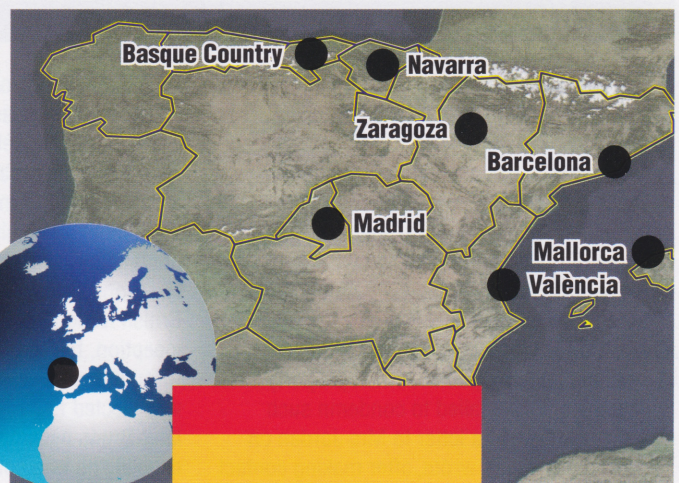 Basque Country
Navarra
Zaragoza
Barcelona
Madrid
Mallorca
València